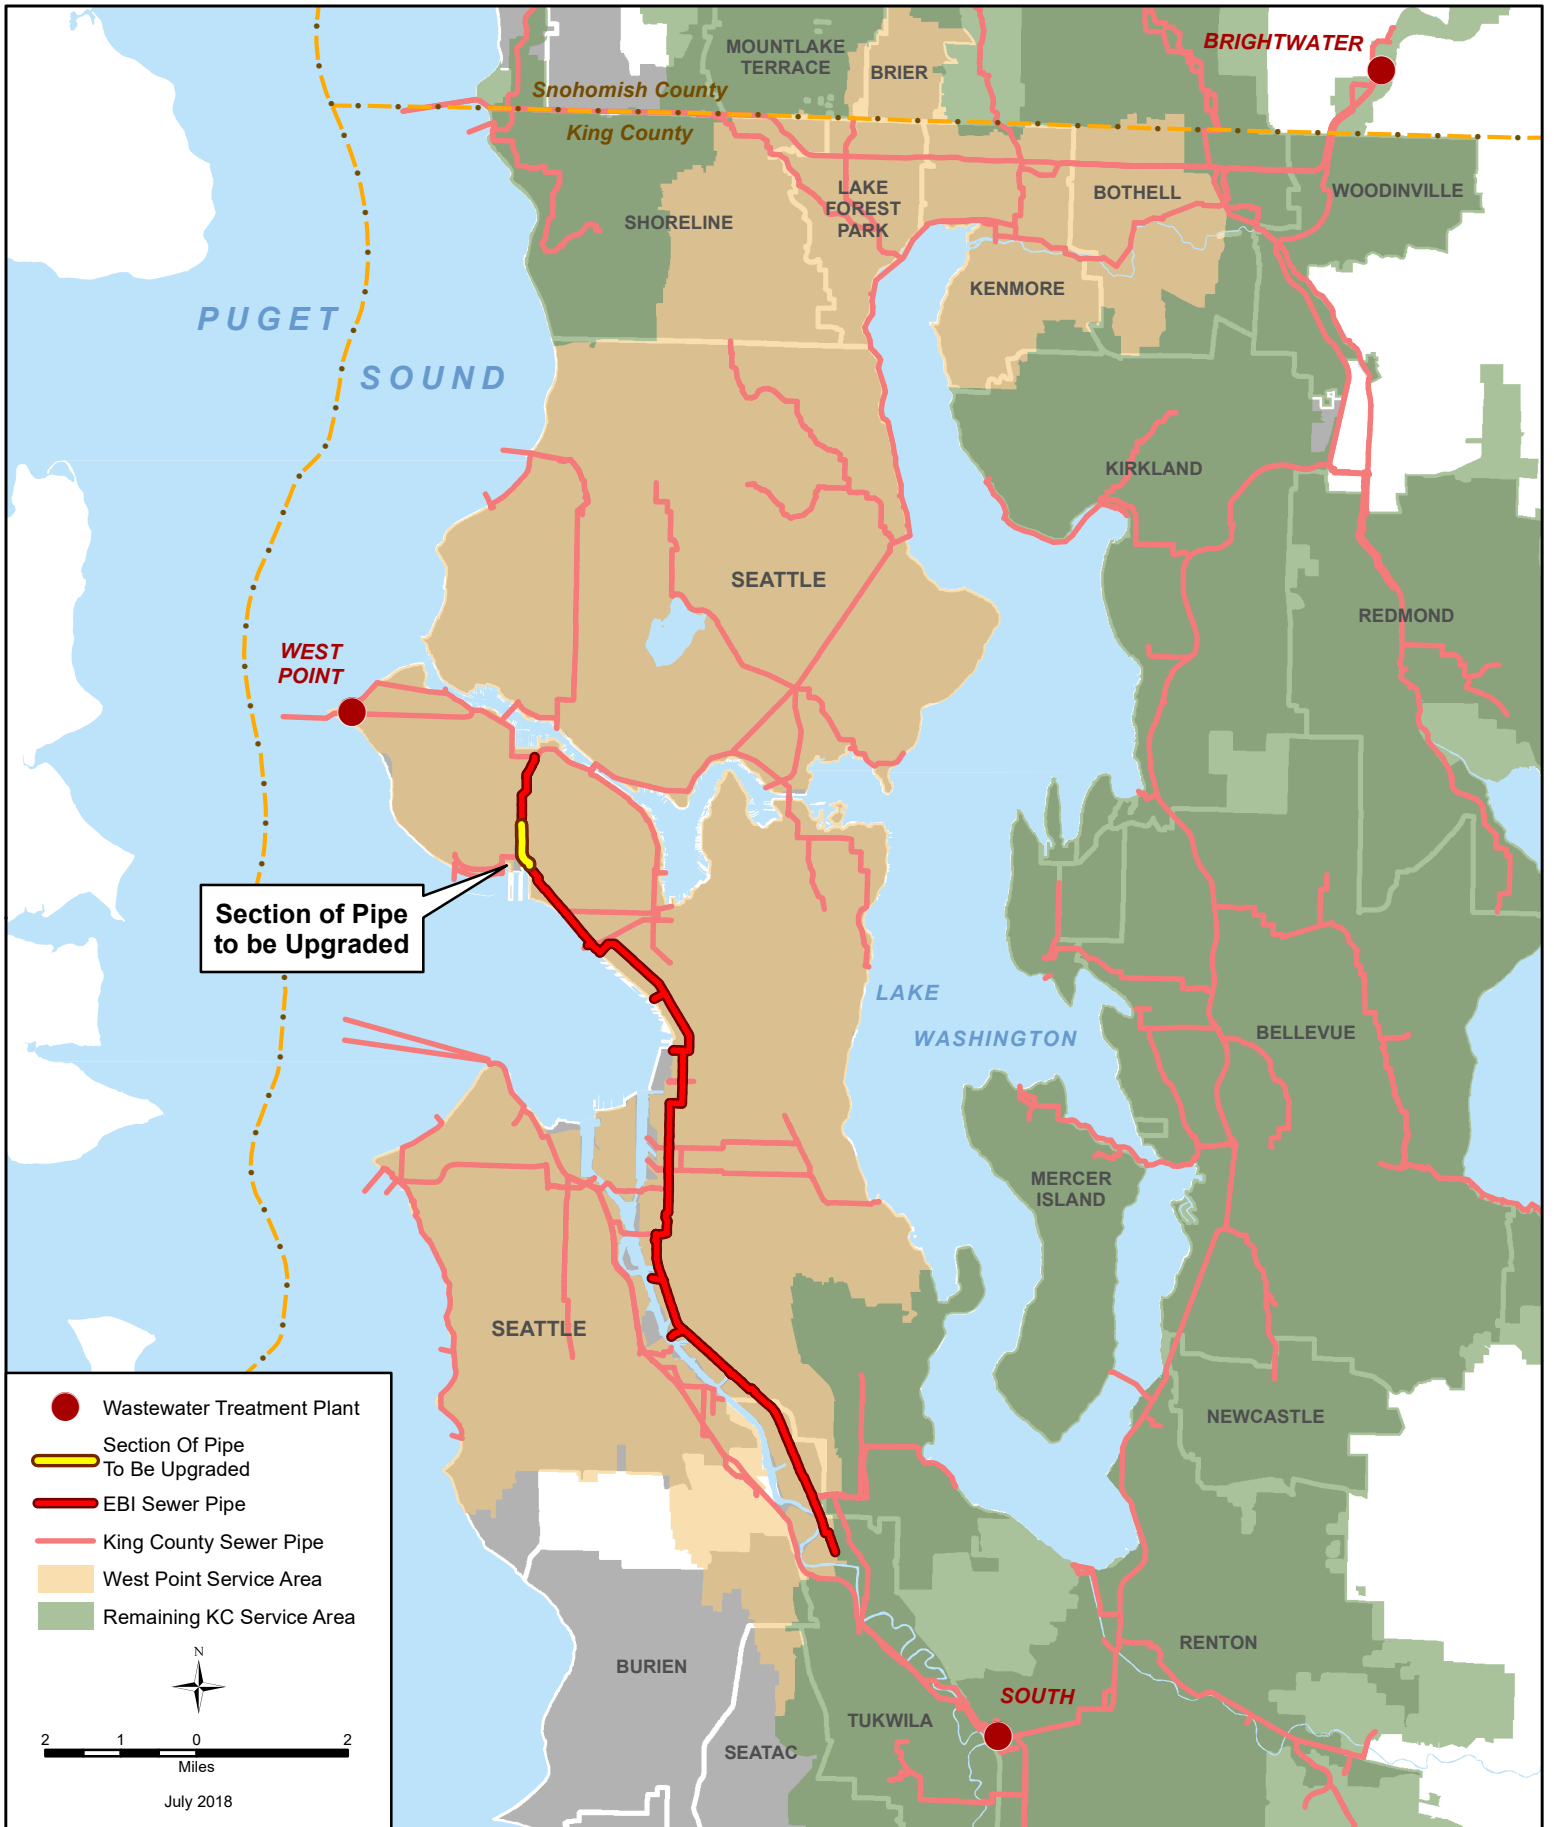 MOUNTLAKE
TERRACE
BRIER
BRIGHTWATER
Snohomish County
King County
SHORELINE
LAKE
FOREST
PARK
BOTHELL
WOODINVILLE
KENMORE
PUGET
SOUND
KIRKLAND
SEATTLE
REDMOND
WEST
POINT
Section of Pipe
to be Upgraded
LAKE
WASHINGTON
BELLEVUE
MERCER
ISLAND
SEATTLE
NEWCASTLE
RENTON
BURIEN
SOUTH
TUKWILA
SEATAC
Wastewater Treatment Plant
Section Of Pipe
To Be Upgraded
EBI Sewer Pipe
King County Sewer Pipe
West Point Service Area
Remaining KC Service Area
N
2 1 0 2
Miles
July 2018